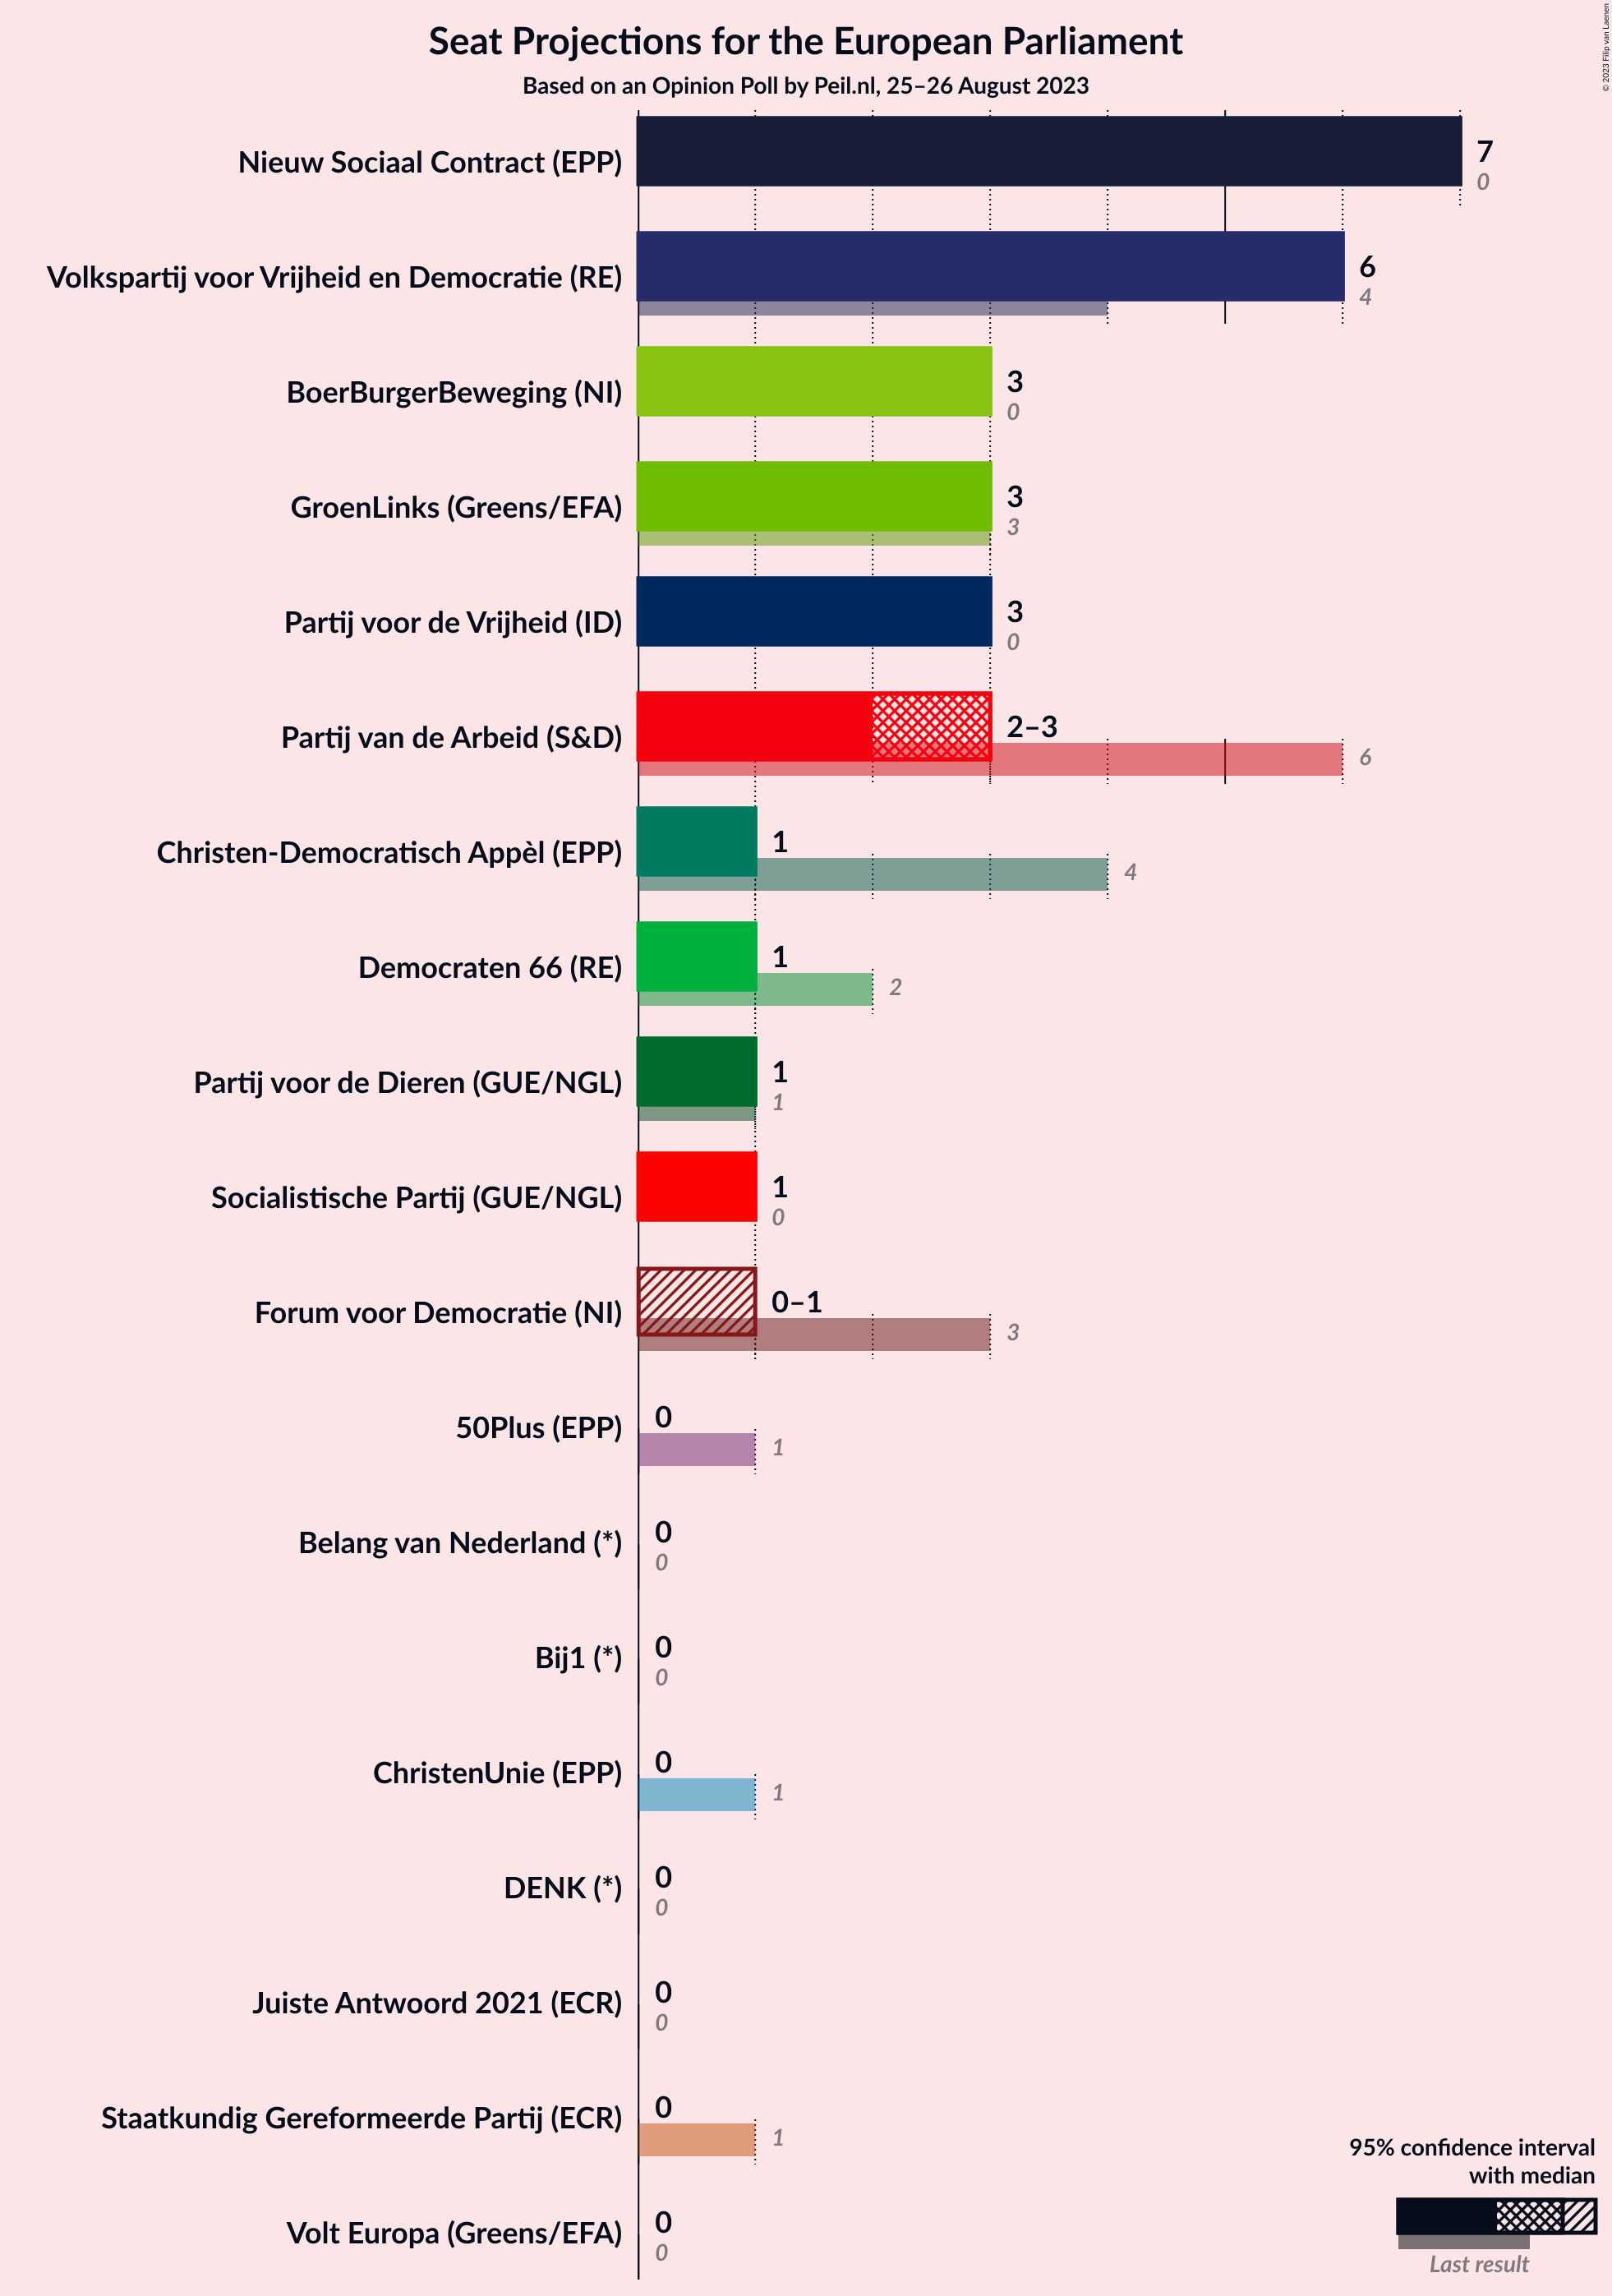 © 2023 Filip van Laenen
Seat Projections for the European Parliament
Based on an Opinion Poll by Peil.nl, 25–26 August 2023
Nieuw Sociaal Contract (EPP)
7
0
Volkspartij voor Vrijheid en Democratie (RE)
6
4
BoerBurgerBeweging (NI)
3
0
GroenLinks (Greens/EFA)
3
3
Partij voor de Vrijheid (ID)
3
0
Partij van de Arbeid (S&D)
2–3
6
Christen-Democratisch Appèl (EPP)
1
4
Democraten 66 (RE)
1
2
Partij voor de Dieren (GUE/NGL)
1
1
Socialistische Partij (GUE/NGL)
1
0
Forum voor Democratie (NI)
0–1
3
50Plus (EPP)
0
1
Belang van Nederland (*)
0
0
Bij1 (*)
0
0
ChristenUnie (EPP)
0
1
DENK (*)
0
0
Juiste Antwoord 2021 (ECR)
0
0
Staatkundig Gereformeerde Partij (ECR)
0
1
Volt Europa (Greens/EFA)
0
0
95% confidence interval
with median
Last result